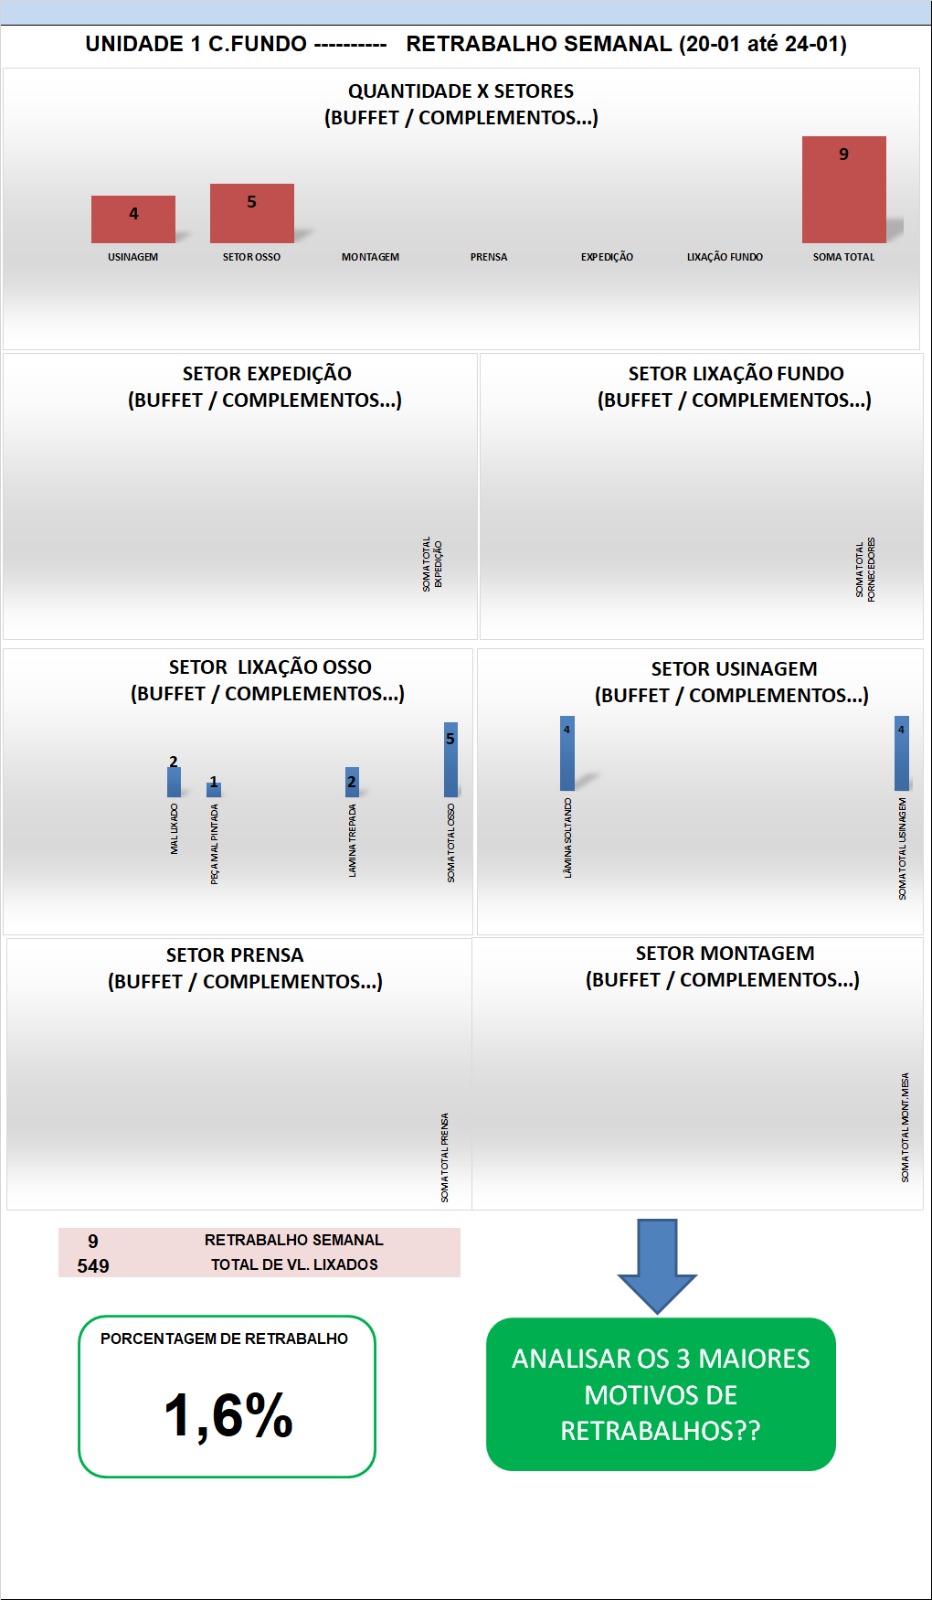 UNIDADE 1 C.FUNDO ---------- RETRABALHO SEMANAL (20-01 até 24-01)
QUANTIDADE X SETORES
(BUFFET / COMPLEMENTOS...)
4
5
9
USINAGEM
SETOR OSSO
MONTAGEM
PRENSA
EXPEDIÇÃO
LIXAÇÃO FUNDO
SOMA TOTAL
SETOR EXPEDIÇÃO
(BUFFET / COMPLEMENTOS...)
SOMA TOTAL
EXPEDIÇÃO
SETOR LIXAÇÃO FUNDO
(BUFFET / COMPLEMENTOS...)
SOMA TOTAL
FORNECEDORES
SETOR  LIXAÇÃO OSSO
(BUFFET / COMPLEMENTOS...)
2
1
2
5
MAL LIXADO
PEÇA MAL PINTADA
LAMINA TREPADA
SOMA TOTAL OSSO
SETOR USINAGEM
(BUFFET / COMPLEMENTOS...)
4
4
LÂMINA SOLTANDO
SOMA TOTAL USINAGEM
SETOR PRENSA
(BUFFET / COMPLEMENTOS...)
SOMA TOTAL PRENSA
SETOR MONTAGEM
(BUFFET / COMPLEMENTOS...)
SOMA TOTAL MONT.MESA
9 RETRABALHO SEMANAL
549 TOTAL DE VL. LIXADOS
PORCENTAGEM DE RETRABALHO
1,6%
ANALISAR OS 3 MAIORES
MOTIVOS DE
RETRABALHOS??